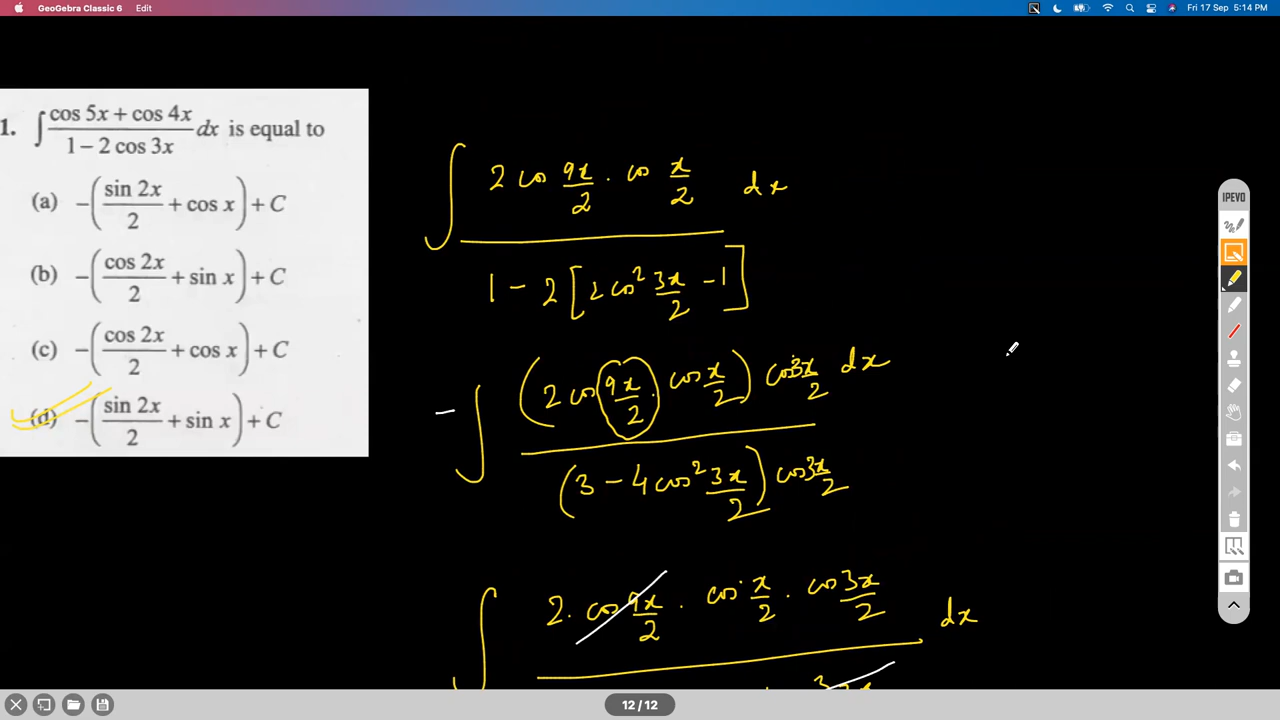 GeoGebra Classic 6 Edit Fri 17 Sep 5:14 PM
1. ∫ (cos 5x + cos 4x)/(1 – 2 cos 3x) dx is equal to
(a) –(sin 2x/2 + cos x) + C
(b) –(cos 2x/2 + sin x) + C
(c) –(cos 2x/2 + cos x) + C
(d) –(sin 2x/2 + sin x) + C
∫ (2 cos 9x/2 · cos x/2)/(1 – 2[2 cos² 3x/2 – 1]) dx
– ∫ ((2 cos 9x/2 · cos x/2) cos 3x/2)/((3 – 4 cos² 3x/2) cos 3x/2) dx
∫ 2 · cos 9x/2 · cos x/2 · cos 3x/2 dx
IPEVO
12 / 12